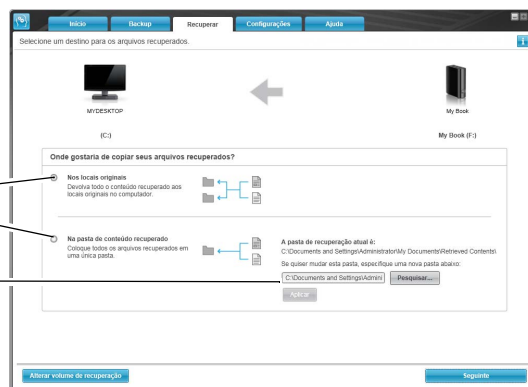 Início Backup Recuperar Configurações Ajuda
Selecione um destino para os arquivos recuperados.
MYDESKTOP
My Book
(C:)
My Book (F:)
Onde gostaria de copiar seus arquivos recuperados?
Nos locais originais
Devolva todo o conteúdo recuperado aos
locais originais no computador.
Na pasta de conteúdo recuperado
Coloque todos os arquivos recuperados em
uma única pasta.
A pasta de recuperação atual é:
C:\Documents and Settings\Administrator\My Documents\Retrieved Contents\
Se quiser mudar esta pasta, especifique uma nova pasta abaixo:
C:\Documents and Settings\Admini Pesquisar...
Aplicar
Alterar volume de recuperação
Seguinte